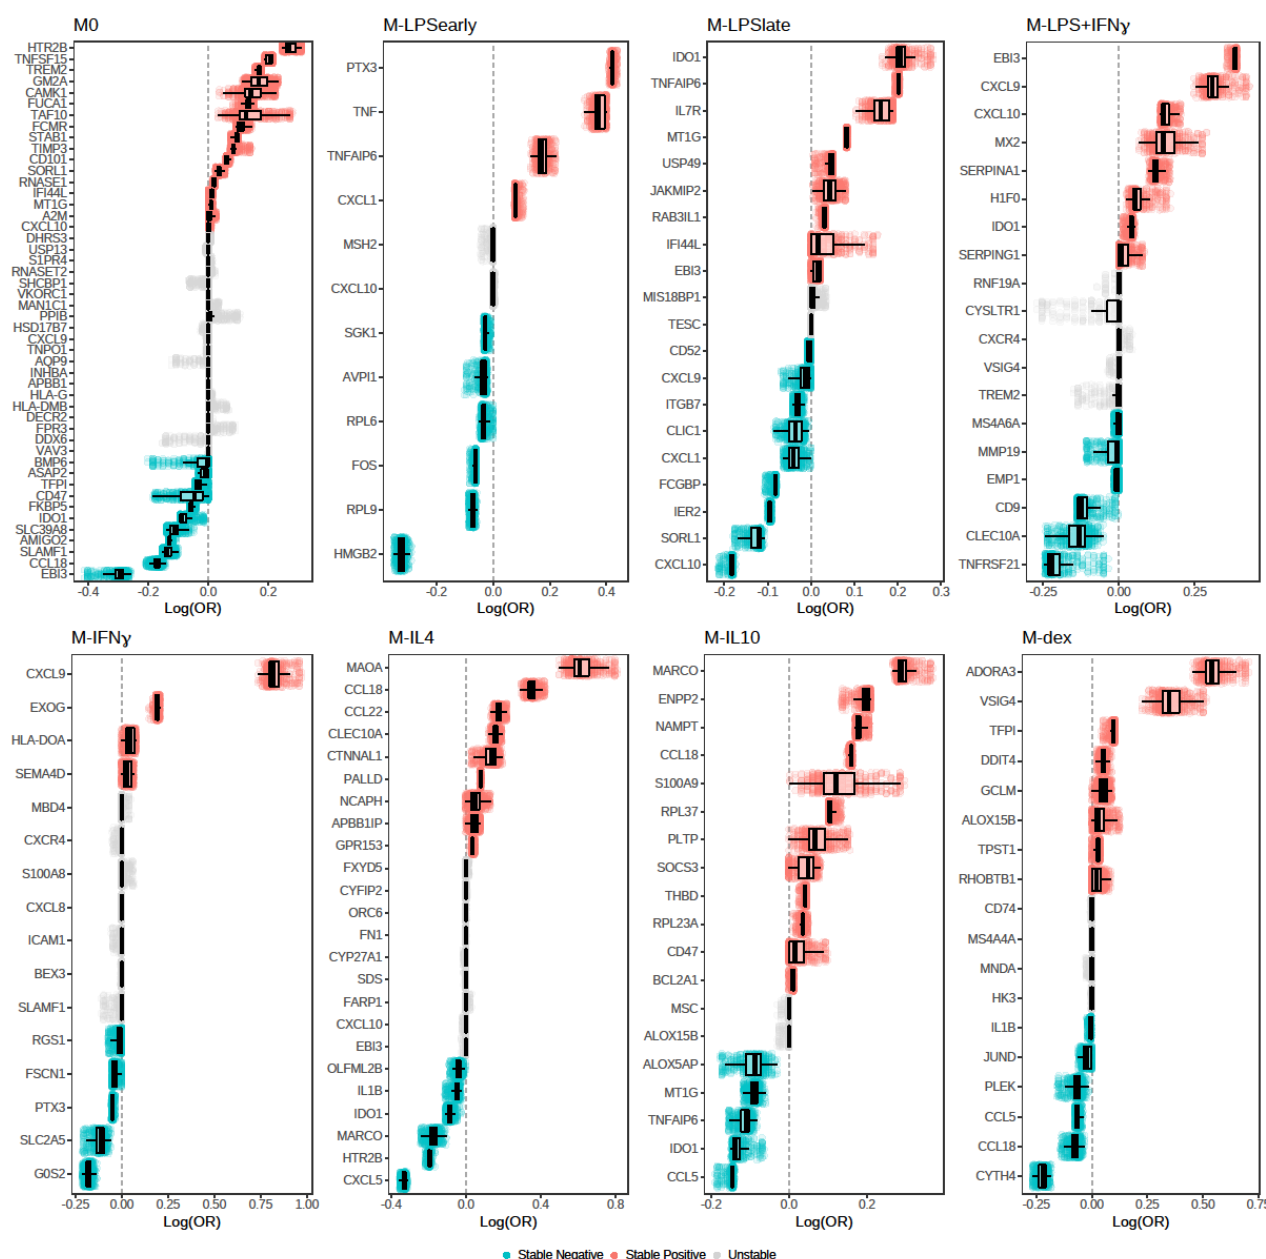 M0
HTR2B
TNFSF15
TREM2
GM2A
CAMK1
FUCA1
TAF10
FCMR
STAB1
TIMP3
CD101
SORL1
RNASE1
IFI44L
MT1G
A2M
CXCL10
DHRS3
USP13
S1PR4
RNASET2
SHCBP1
VKORC1
MAN1C1
PPIB
HSD17B7
CXCL9
TNPO1
AQP9
INHBA
APBB1
HLA-G
HLA-DMB
DECR2
FPR3
DDX6
VAV3
BMP6
ASAP2
TFPI
CD47
FKBP5
IDO1
SLC39A8
AMIGO2
SLAMF1
CCL18
EBI3
-0.4 -0.2 0.0 0.2
Log(OR)
M-LPSearly
PTX3
TNF
TNFAIP6
CXCL1
MSH2
CXCL10
SGK1
AVPI1
RPL6
FOS
RPL9
HMGB2
-0.2 0.0 0.2 0.4
Log(OR)
M-LPSlate
IDO1
TNFAIP6
IL7R
MT1G
USP49
JAKMIP2
RAB3IL1
IFI44L
EBI3
MIS18BP1
TESC
CD52
CXCL9
ITGB7
CLIC1
CXCL1
FCGBP
IER2
SORL1
CXCL10
-0.2 -0.1 0.0 0.1 0.2 0.3
Log(OR)
M-LPS+IFNγ
EBI3
CXCL9
CXCL10
MX2
SERPINA1
H1F0
IDO1
SERPING1
RNF19A
CYSLTR1
CXCR4
VSIG4
TREM2
MS4A6A
MMP19
EMP1
CD9
CLEC10A
TNFRSF21
-0.25 0.00 0.25
Log(OR)
M-IFNγ
CXCL9
EXOG
HLA-DOA
SEMA4D
MBD4
CXCR4
S100A8
CXCL8
ICAM1
BEX3
SLAMF1
RGS1
FSCN1
PTX3
SLC2A5
G0S2
-0.25 0.00 0.25 0.50 0.75 1.00
Log(OR)
M-IL4
MAOA
CCL18
CCL22
CLEC10A
CTNNAL1
PALLD
NCAPH
APBB1IP
GPR153
FXYD5
CYFIP2
ORC6
FN1
CYP27A1
SDS
FARP1
CXCL10
EBI3
OLFML2B
IL1B
IDO1
MARCO
HTR2B
CXCL5
-0.4 0.0 0.4 0.8
Log(OR)
M-IL10
MARCO
ENPP2
NAMPT
CCL18
S100A9
RPL37
PLTP
SOCS3
THBD
RPL23A
CD47
BCL2A1
MSC
ALOX15B
ALOX5AP
MT1G
TNFAIP6
IDO1
CCL5
-0.2 0.0 0.2
Log(OR)
M-dex
ADORA3
VSIG4
TFPI
DDIT4
GCLM
ALOX15B
TPST1
RHOBTB1
CD74
MS4A4A
MNDA
HK3
IL1B
JUND
PLEK
CCL5
CCL18
CYTH4
-0.25 0.00 0.25 0.50 0.75
Log(OR)
Stable Negative Stable Positive Unstable